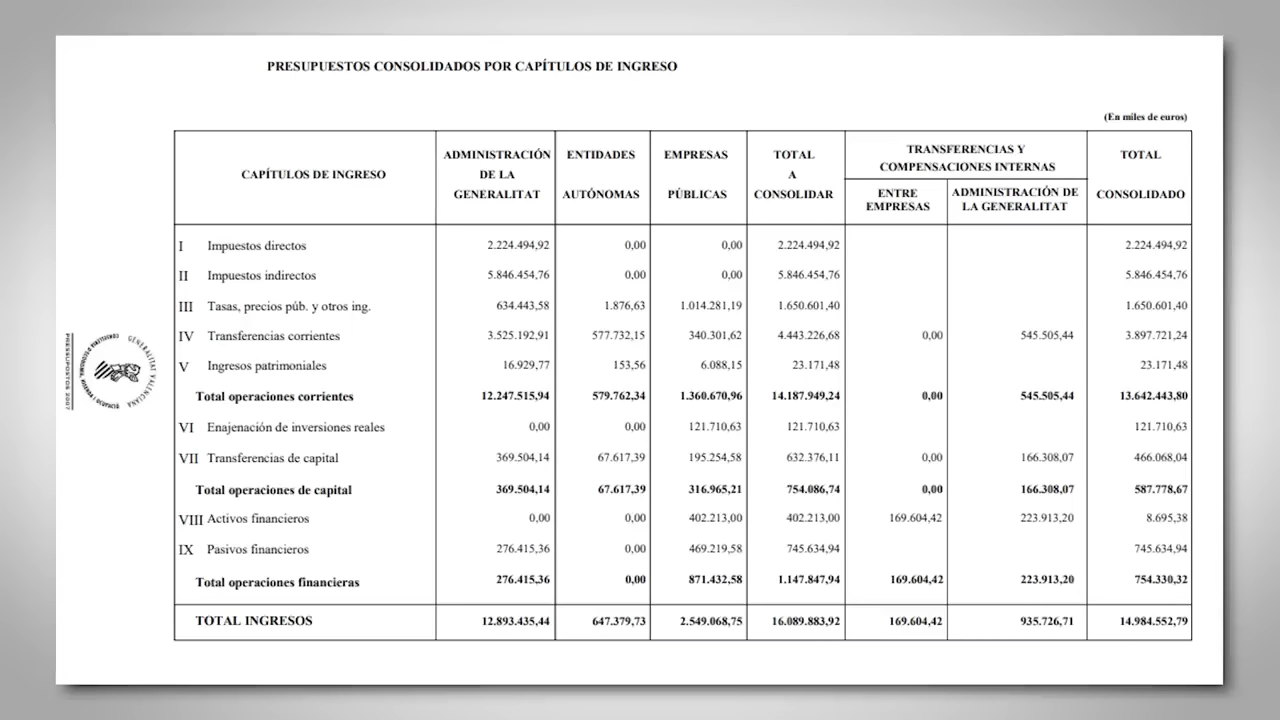 PRESUPUESTOS CONSOLIDADOS POR CAPÍTULOS DE INGRESO
(En miles de euros)
CAPÍTULOS DE INGRESO
ADMINISTRACIÓN
DE LA
GENERALITAT
ENTIDADES
AUTÓNOMAS
EMPRESAS
PÚBLICAS
TOTAL
A
CONSOLIDAR
TRANSFERENCIAS Y
COMPENSACIONES INTERNAS
ENTRE
EMPRESAS
ADMINISTRACIÓN DE
LA GENERALITAT
TOTAL
CONSOLIDADO
I Impuestos directos 2.224.494,92 0,00 0,00 2.224.494,92 2.224.494,92
II Impuestos indirectos 5.846.454,76 0,00 0,00 5.846.454,76 5.846.454,76
III Tasas, precios púb. y otros ing. 634.443,58 1.876,63 1.014.281,19 1.650.601,40 1.650.601,40
IV Transferencias corrientes 3.525.192,91 577.732,15 340.301,62 4.443.226,68 0,00 545.505,44 3.897.721,24
V Ingresos patrimoniales 16.929,77 153,56 6.088,15 23.171,48 23.171,48
Total operaciones corrientes 12.247.515,94 579.762,34 1.360.670,96 14.187.949,24 0,00 545.505,44 13.642.443,80
VI Enajenación de inversiones reales 0,00 0,00 121.710,63 121.710,63 121.710,63
VII Transferencias de capital 369.504,14 67.617,39 195.254,58 632.376,11 0,00 166.308,07 466.068,04
Total operaciones de capital 369.504,14 67.617,39 316.965,21 754.086,74 0,00 166.308,07 587.778,67
VIII Activos financieros 0,00 0,00 402.213,00 402.213,00 169.604,42 223.913,20 8.695,38
IX Pasivos financieros 276.415,36 0,00 469.219,58 745.634,94 745.634,94
Total operaciones financieras 276.415,36 0,00 871.432,58 1.147.847,94 169.604,42 223.913,20 754.330,32
TOTAL INGRESOS 12.893.435,44 647.379,73 2.549.068,75 16.089.883,92 169.604,42 935.726,71 14.984.552,79
GENERALITAT VALENCIANA
PRESSUPOSTOS 2007